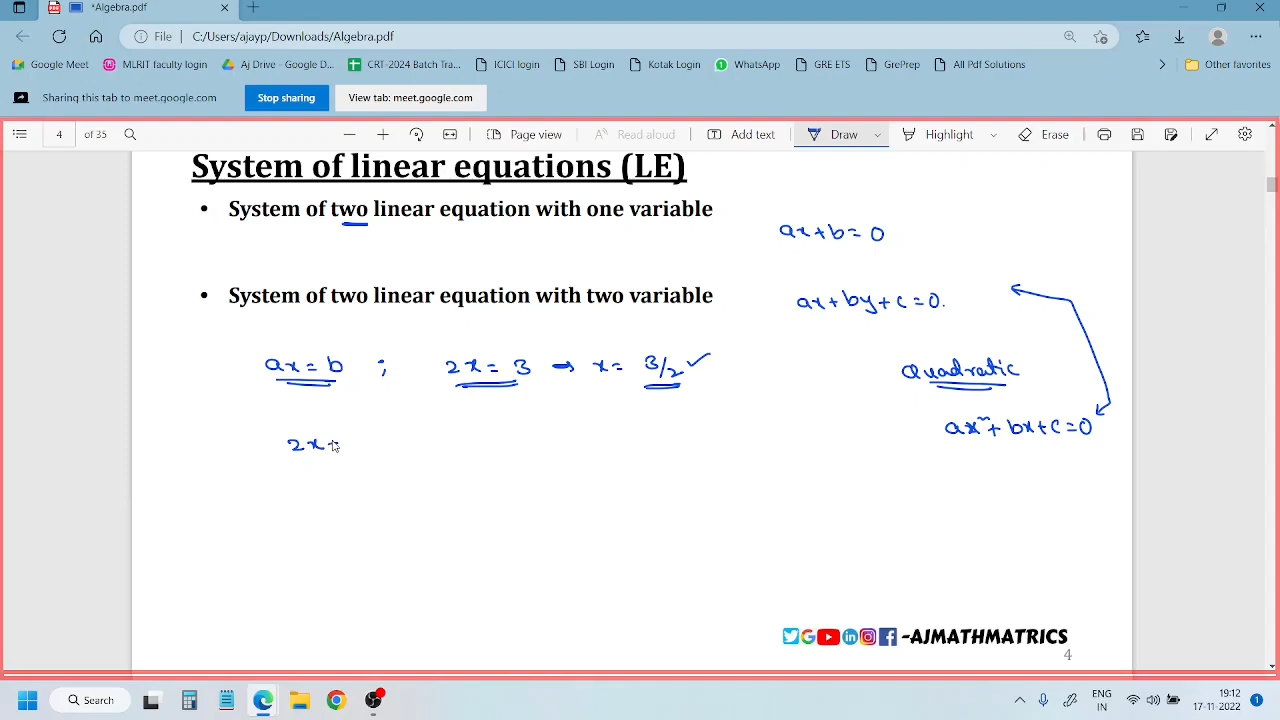 *Algebra.pdf
File C:/Users/ajayp/Downloads/Algebra.pdf
Google Meet MLRIT faculty login Aj Drive - Google D... CRT-2024 Batch Tra... ICICI login SBI Login Kotak Login WhatsApp GRE ETS GrePrep All Pdf Solutions Other favorites
Sharing this tab to meet.google.com Stop sharing View tab: meet.google.com
4 of 35 Page view Read aloud Add text Draw Highlight Erase
System of linear equations (LE)
• System of two linear equation with one variable
ax+b=0
• System of two linear equation with two variable
ax+by+c=0.
ax=b ; 2x=3 → x= 3/2 ✓
Quadratic
ax²+bx+c=0
2x+
-AJMATHMATRICS
4
Search
ENG
IN
19:12
17-11-2022
1